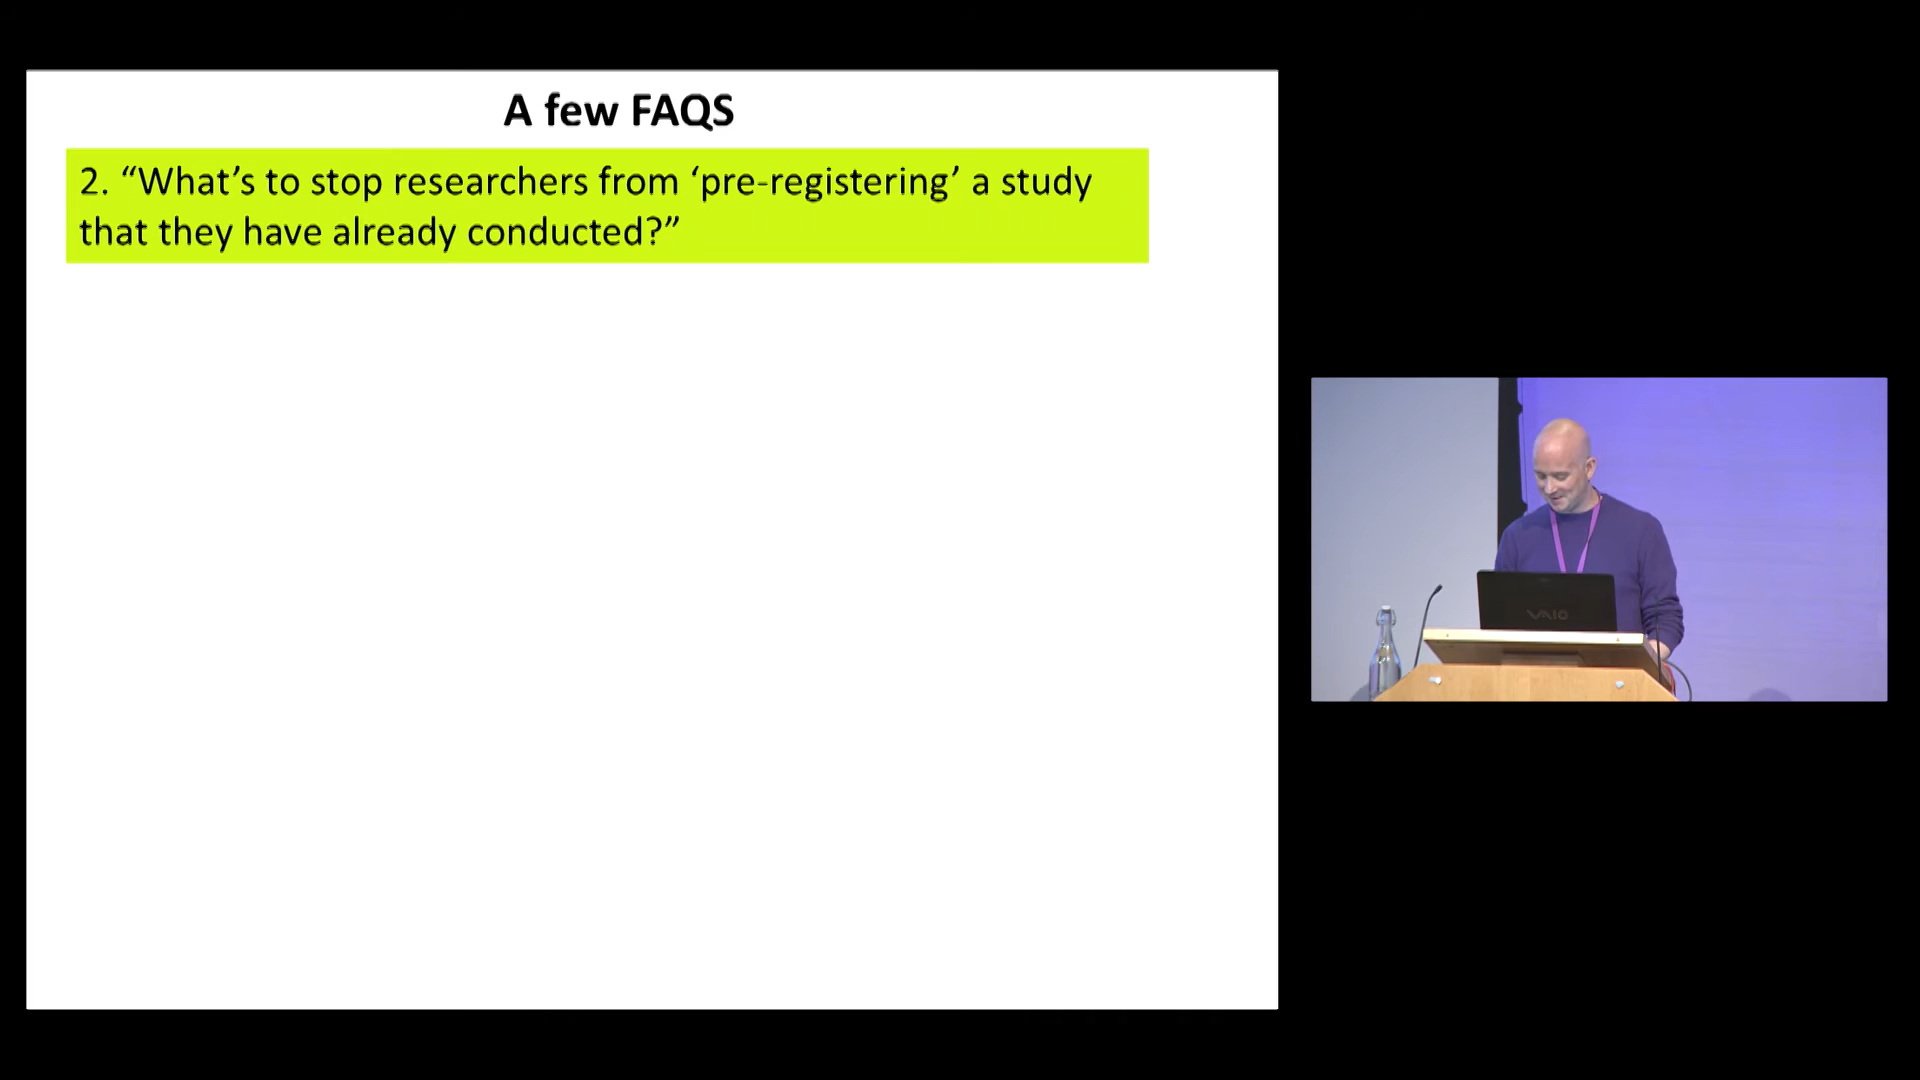 A few FAQS
2. “What’s to stop researchers from ‘pre-registering’ a study
that they have already conducted?”
VAIO